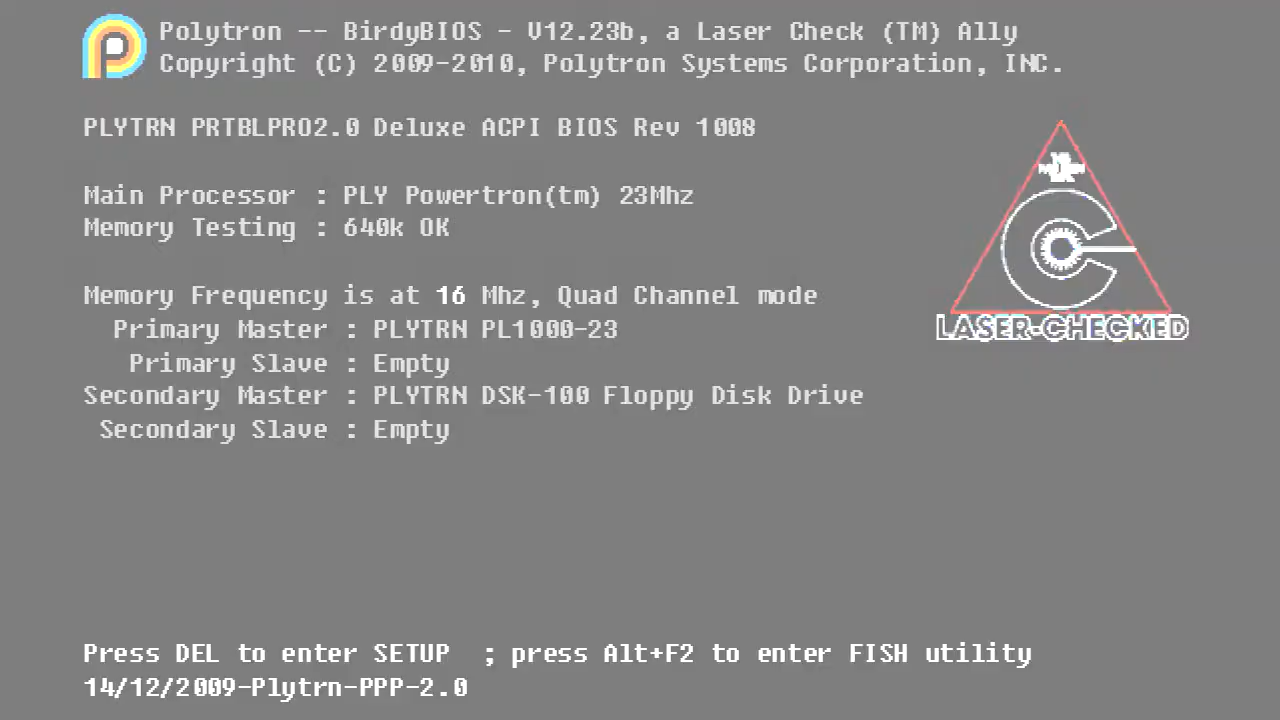 Polytron -- BirdyBIOS - V12.23b, a Laser Check (TM) Ally
Copyright (C) 2009-2010, Polytron Systems Corporation, INC.
PLYTRN PRTBLPRO2.0 Deluxe ACPI BIOS Rev 1008
Main Processor : PLY Powertron(tm) 23Mhz
Memory Testing : 640k OK
Memory Frequency is at 16 Mhz, Quad Channel mode
Primary Master : PLYTRN PL1000-23
Primary Slave : Empty
Secondary Master : PLYTRN DSK-100 Floppy Disk Drive
Secondary Slave : Empty
LASER-CHECKED
Press DEL to enter SETUP ; press Alt+F2 to enter FISH utility
14/12/2009-Plytrn-PPP-2.0